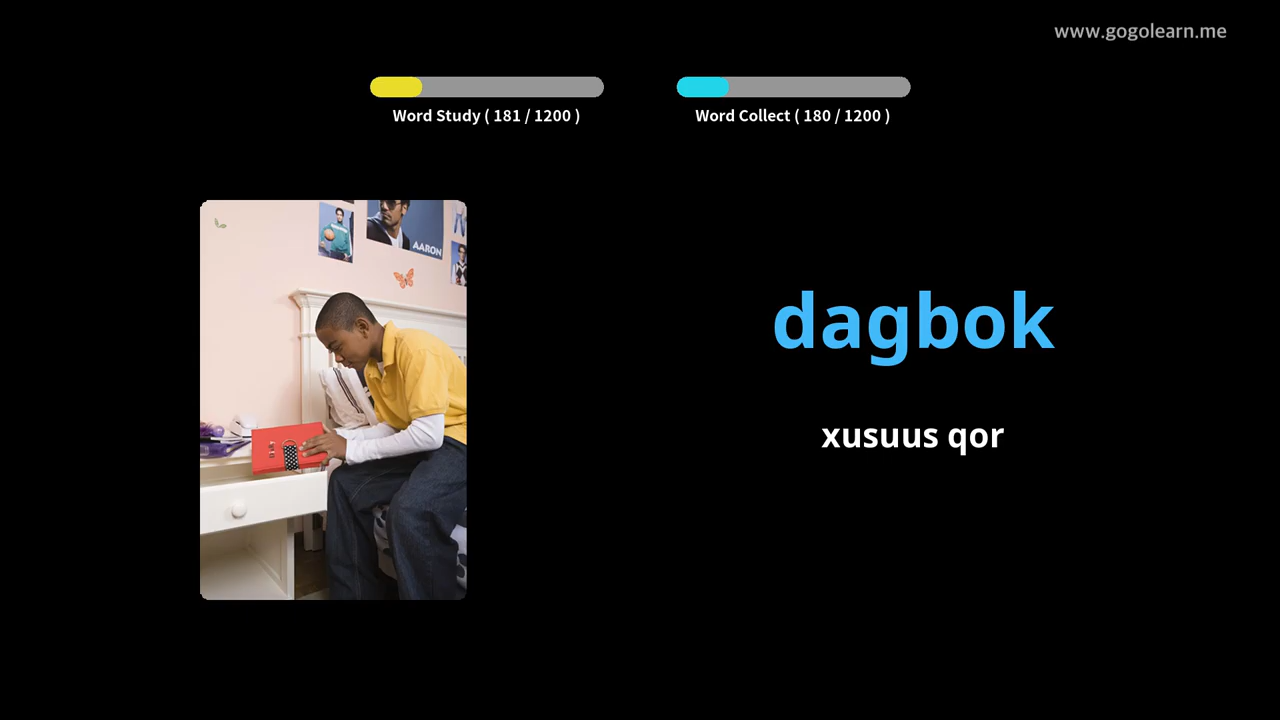 www.gogolearn.me
Word Study ( 181 / 1200 )
Word Collect ( 180 / 1200 )
AARON
dagbok
xusuus qor